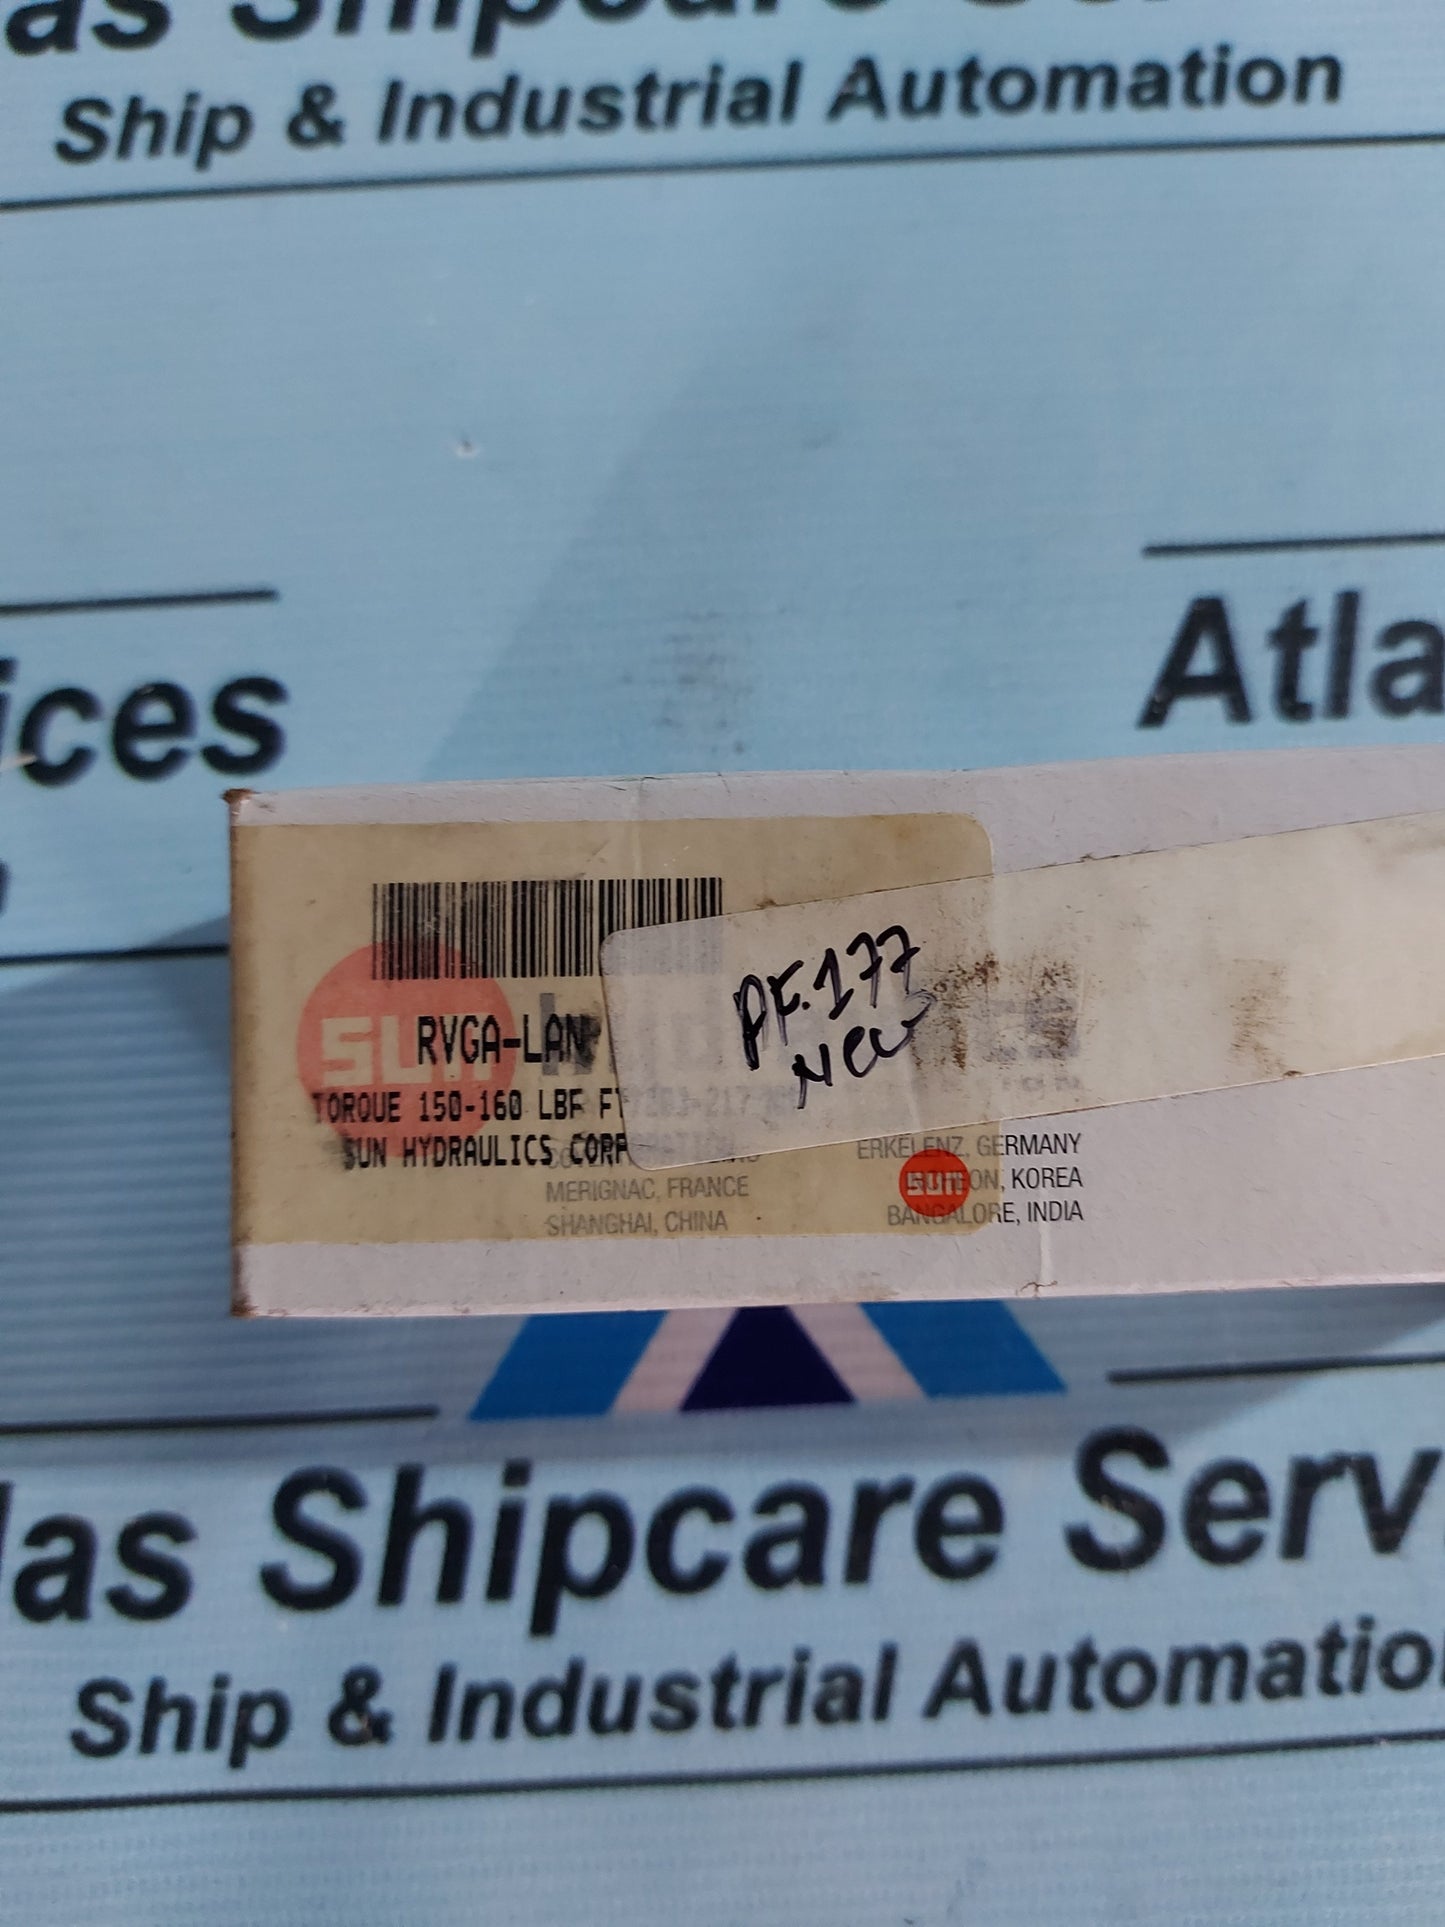 as Shipcare Ser
Ship & Industrial Automation
ices
Atla
PF.177
New
RVGA-LAN
TORQUE 150-160 LBF FT
SUN HYDRAULICS CORP
ERKELENZ, GERMANY
MERIGNAC, FRANCE
KOREA
SHANGHAI, CHINA
BANGALORE, INDIA
SUN
SUN
las Shipcare Serv
Ship & Industrial Automatio